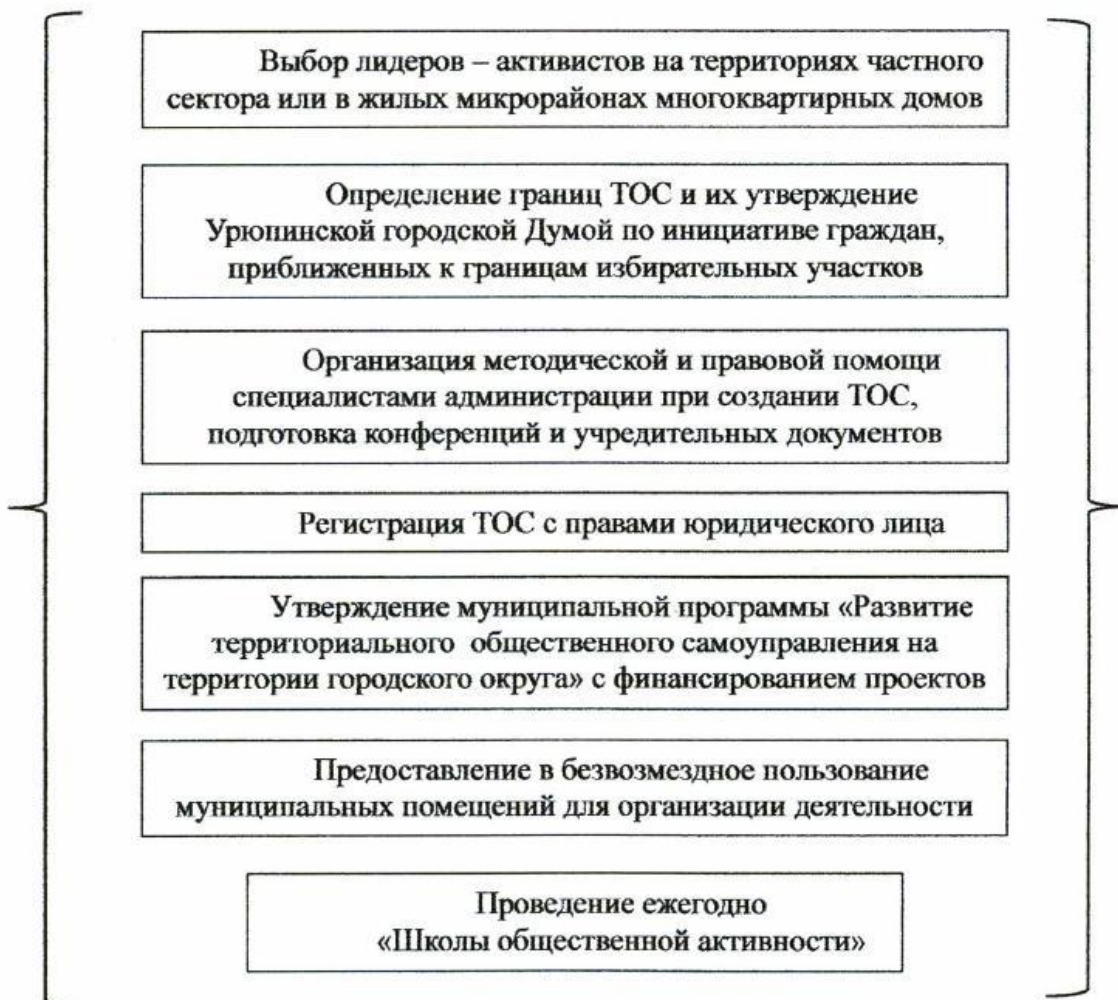 Выбор лидеров – активистов на территориях частного
сектора или в жилых микрорайонах многоквартирных домов
Определение границ ТОС и их утверждение
Урюпинской городской Думой по инициативе граждан,
приближенных к границам избирательных участков
Организация методической и правовой помощи
специалистами администрации при создании ТОС,
подготовка конференций и учредительных документов
Регистрация ТОС с правами юридического лица
Утверждение муниципальной программы «Развитие
территориального общественного самоуправления на
территории городского округа» с финансированием проектов
Предоставление в безвозмездное пользование
муниципальных помещений для организации деятельности
Проведение ежегодно
«Школы общественной активности»